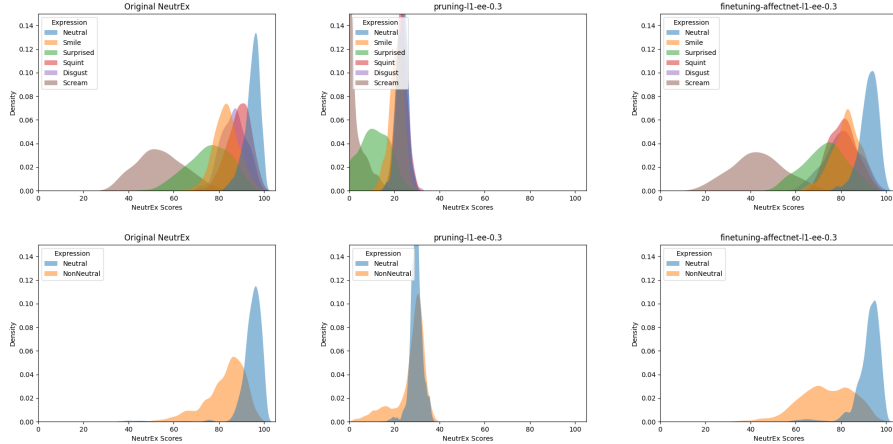 Original NeutrEx
0.14
0.12
0.10
0.08
0.06
0.04
0.02
0.00
Density
Expression
Neutral
Smile
Surprised
Squint
Disgust
Scream
0 20 40 60 80 100
NeutrEx Scores
pruning-l1-ee-0.3
0.14
0.12
0.10
0.08
0.06
0.04
0.02
0.00
Density
Expression
Neutral
Smile
Surprised
Squint
Disgust
Scream
0 20 40 60 80 100
NeutrEx Scores
finetuning-affectnet-l1-ee-0.3
0.14
0.12
0.10
0.08
0.06
0.04
0.02
0.00
Density
Expression
Neutral
Smile
Surprised
Squint
Disgust
Scream
0 20 40 60 80 100
NeutrEx Scores
Original NeutrEx
0.14
0.12
0.10
0.08
0.06
0.04
0.02
0.00
Density
Expression
Neutral
NonNeutral
0 20 40 60 80 100
NeutrEx Scores
pruning-l1-ee-0.3
0.14
0.12
0.10
0.08
0.06
0.04
0.02
0.00
Density
Expression
Neutral
NonNeutral
0 20 40 60 80 100
NeutrEx Scores
finetuning-affectnet-l1-ee-0.3
0.14
0.12
0.10
0.08
0.06
0.04
0.02
0.00
Density
Expression
Neutral
NonNeutral
0 20 40 60 80 100
NeutrEx Scores